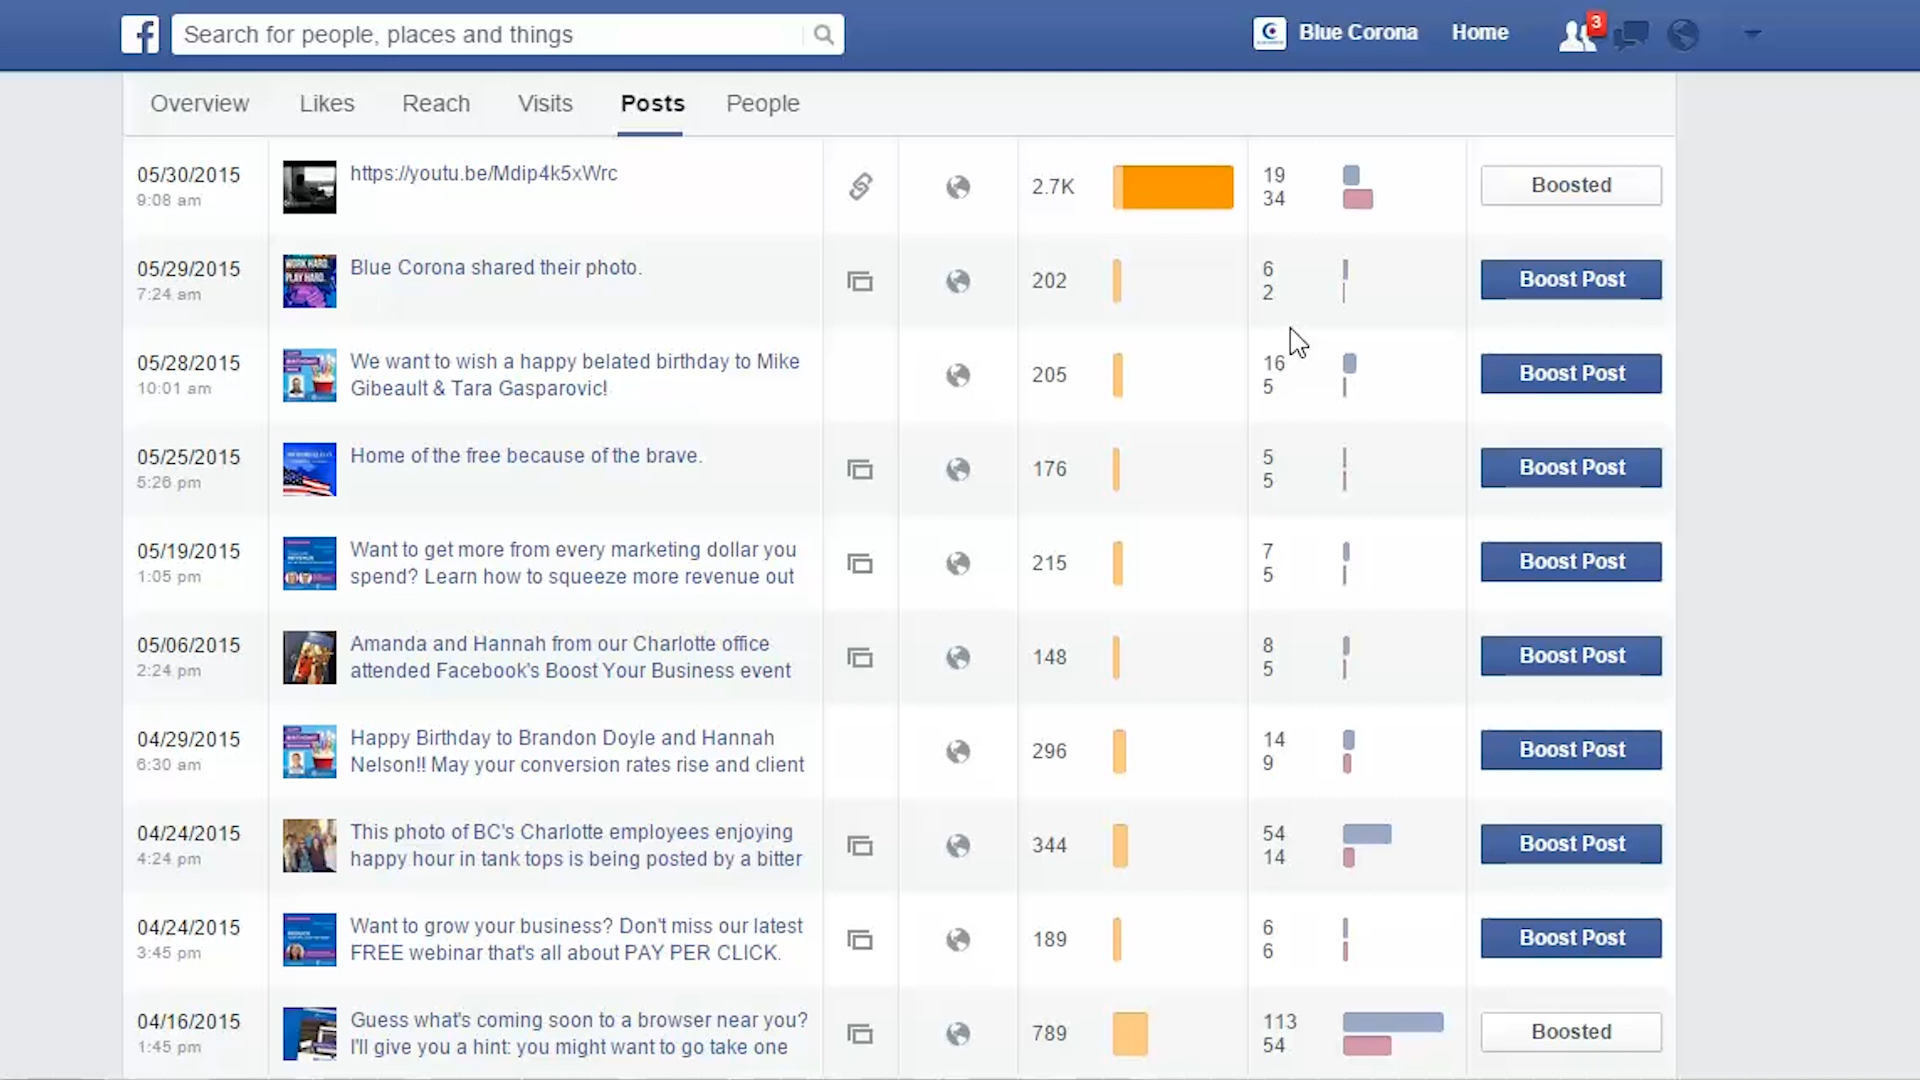 f
Search for people, places and things
Blue Corona
Home
3
Overview
Likes
Reach
Visits
Posts
People
05/30/2015
9:08 am
https://youtu.be/Mdip4k5xWrc
2.7K
19
34
Boosted
05/29/2015
7:24 am
WORK HARD.
PLAY HARD.
Blue Corona shared their photo.
202
6
2
Boost Post
05/28/2015
10:01 am
We want to wish a happy belated birthday to Mike
Gibeault & Tara Gasparovic!
205
16
5
Boost Post
05/25/2015
5:26 pm
Home of the free because of the brave.
176
5
5
Boost Post
05/19/2015
1:05 pm
Want to get more from every marketing dollar you
spend? Learn how to squeeze more revenue out
215
7
5
Boost Post
05/06/2015
2:24 pm
Amanda and Hannah from our Charlotte office
attended Facebook's Boost Your Business event
148
8
5
Boost Post
04/29/2015
6:30 am
Happy Birthday to Brandon Doyle and Hannah
Nelson!! May your conversion rates rise and client
296
14
9
Boost Post
04/24/2015
4:24 pm
This photo of BC's Charlotte employees enjoying
happy hour in tank tops is being posted by a bitter
344
54
14
Boost Post
04/24/2015
3:45 pm
Want to grow your business? Don't miss our latest
FREE webinar that's all about PAY PER CLICK.
189
6
6
Boost Post
04/16/2015
1:45 pm
Guess what's coming soon to a browser near you?
I'll give you a hint: you might want to go take one
789
113
54
Boosted